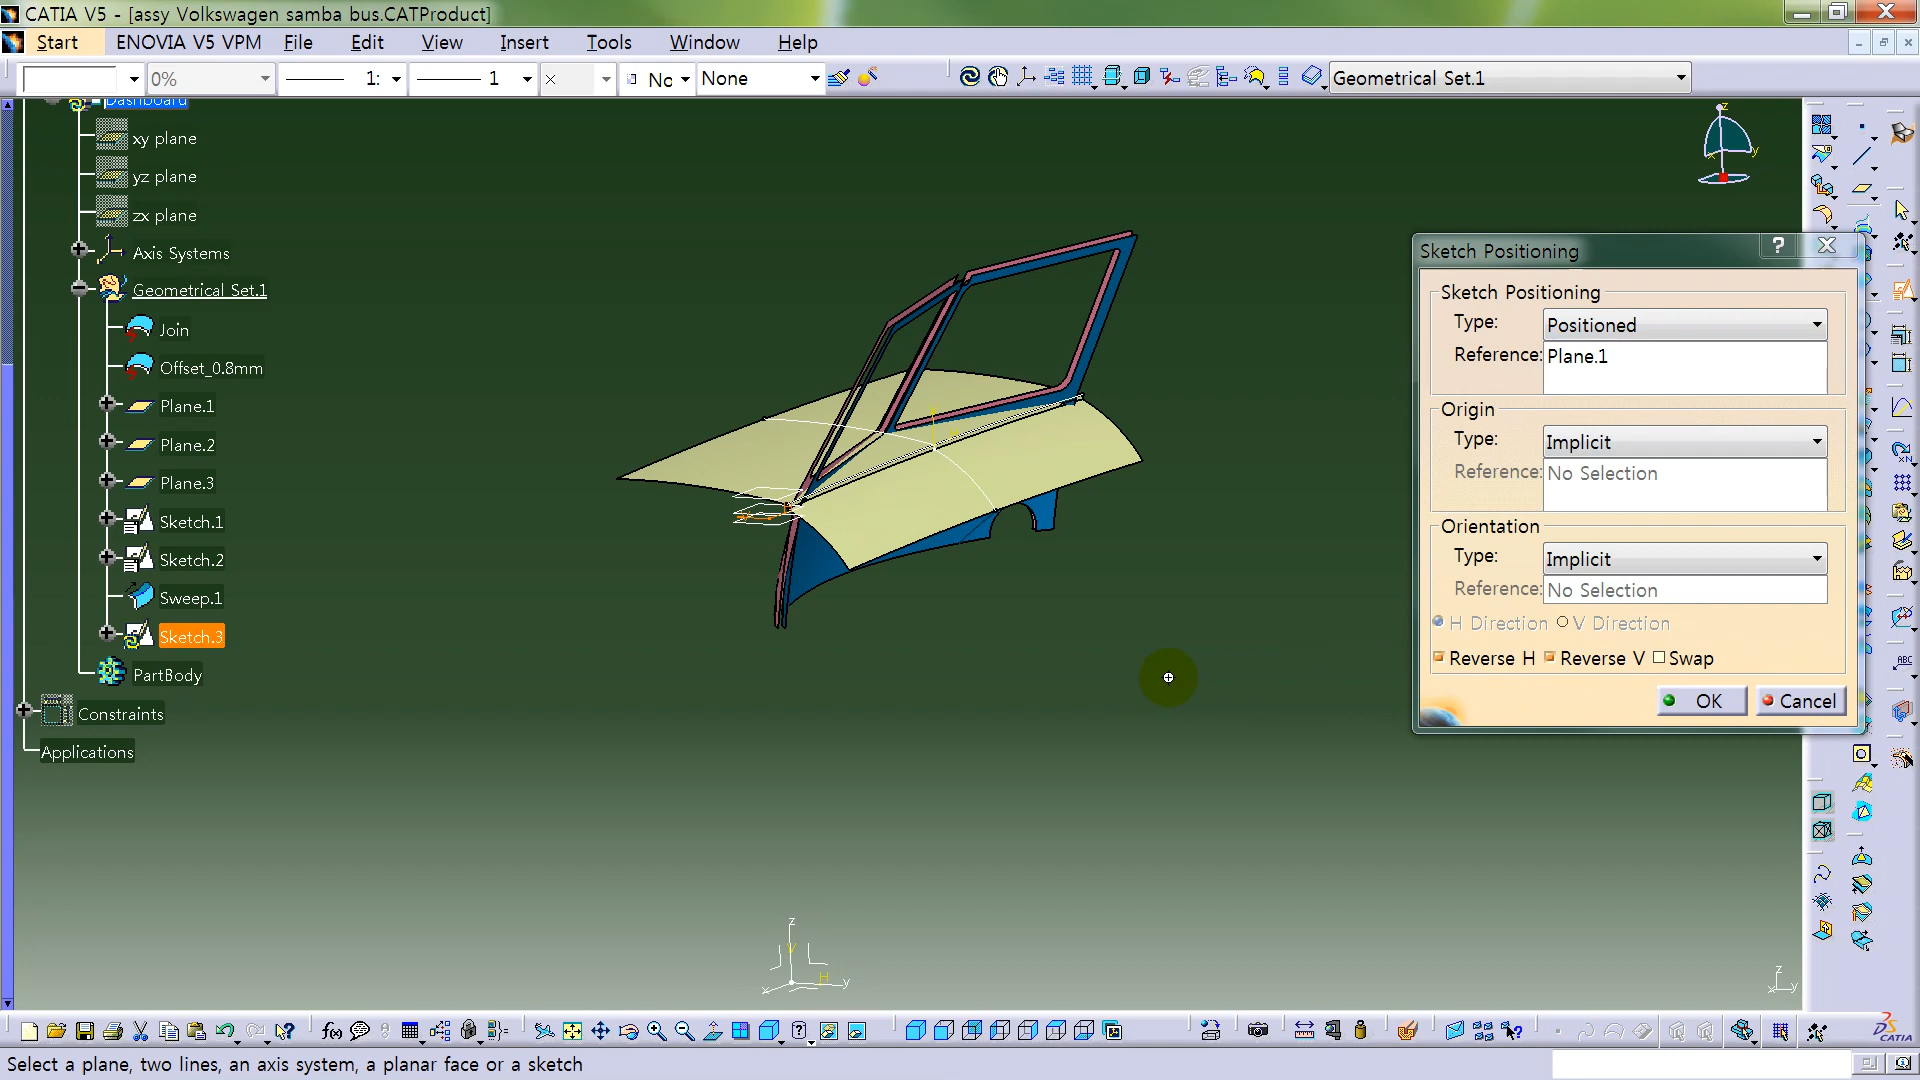 CATIA V5 - [assy Volkswagen samba bus.CATProduct]
Start ENOVIA V5 VPM File Edit View Insert Tools Window Help
0% 1: 1 No None Geometrical Set.1
Dashboard
xy plane
yz plane
zx plane
Axis Systems
Geometrical Set.1
Join
Offset_0.8mm
Plane.1
Plane.2
Plane.3
Sketch.1
Sketch.2
Sweep.1
Sketch.3
PartBody
Constraints
Applications
z
y
x
Sketch Positioning
Sketch Positioning
Type: Positioned
Reference: Plane.1
Origin
Type: Implicit
Reference: No Selection
Orientation
Type: Implicit
Reference: No Selection
H Direction V Direction
Reverse H Reverse V Swap
OK Cancel
z
V
H
x y
z
x y
Select a plane, two lines, an axis system, a planar face or a sketch
CATIA